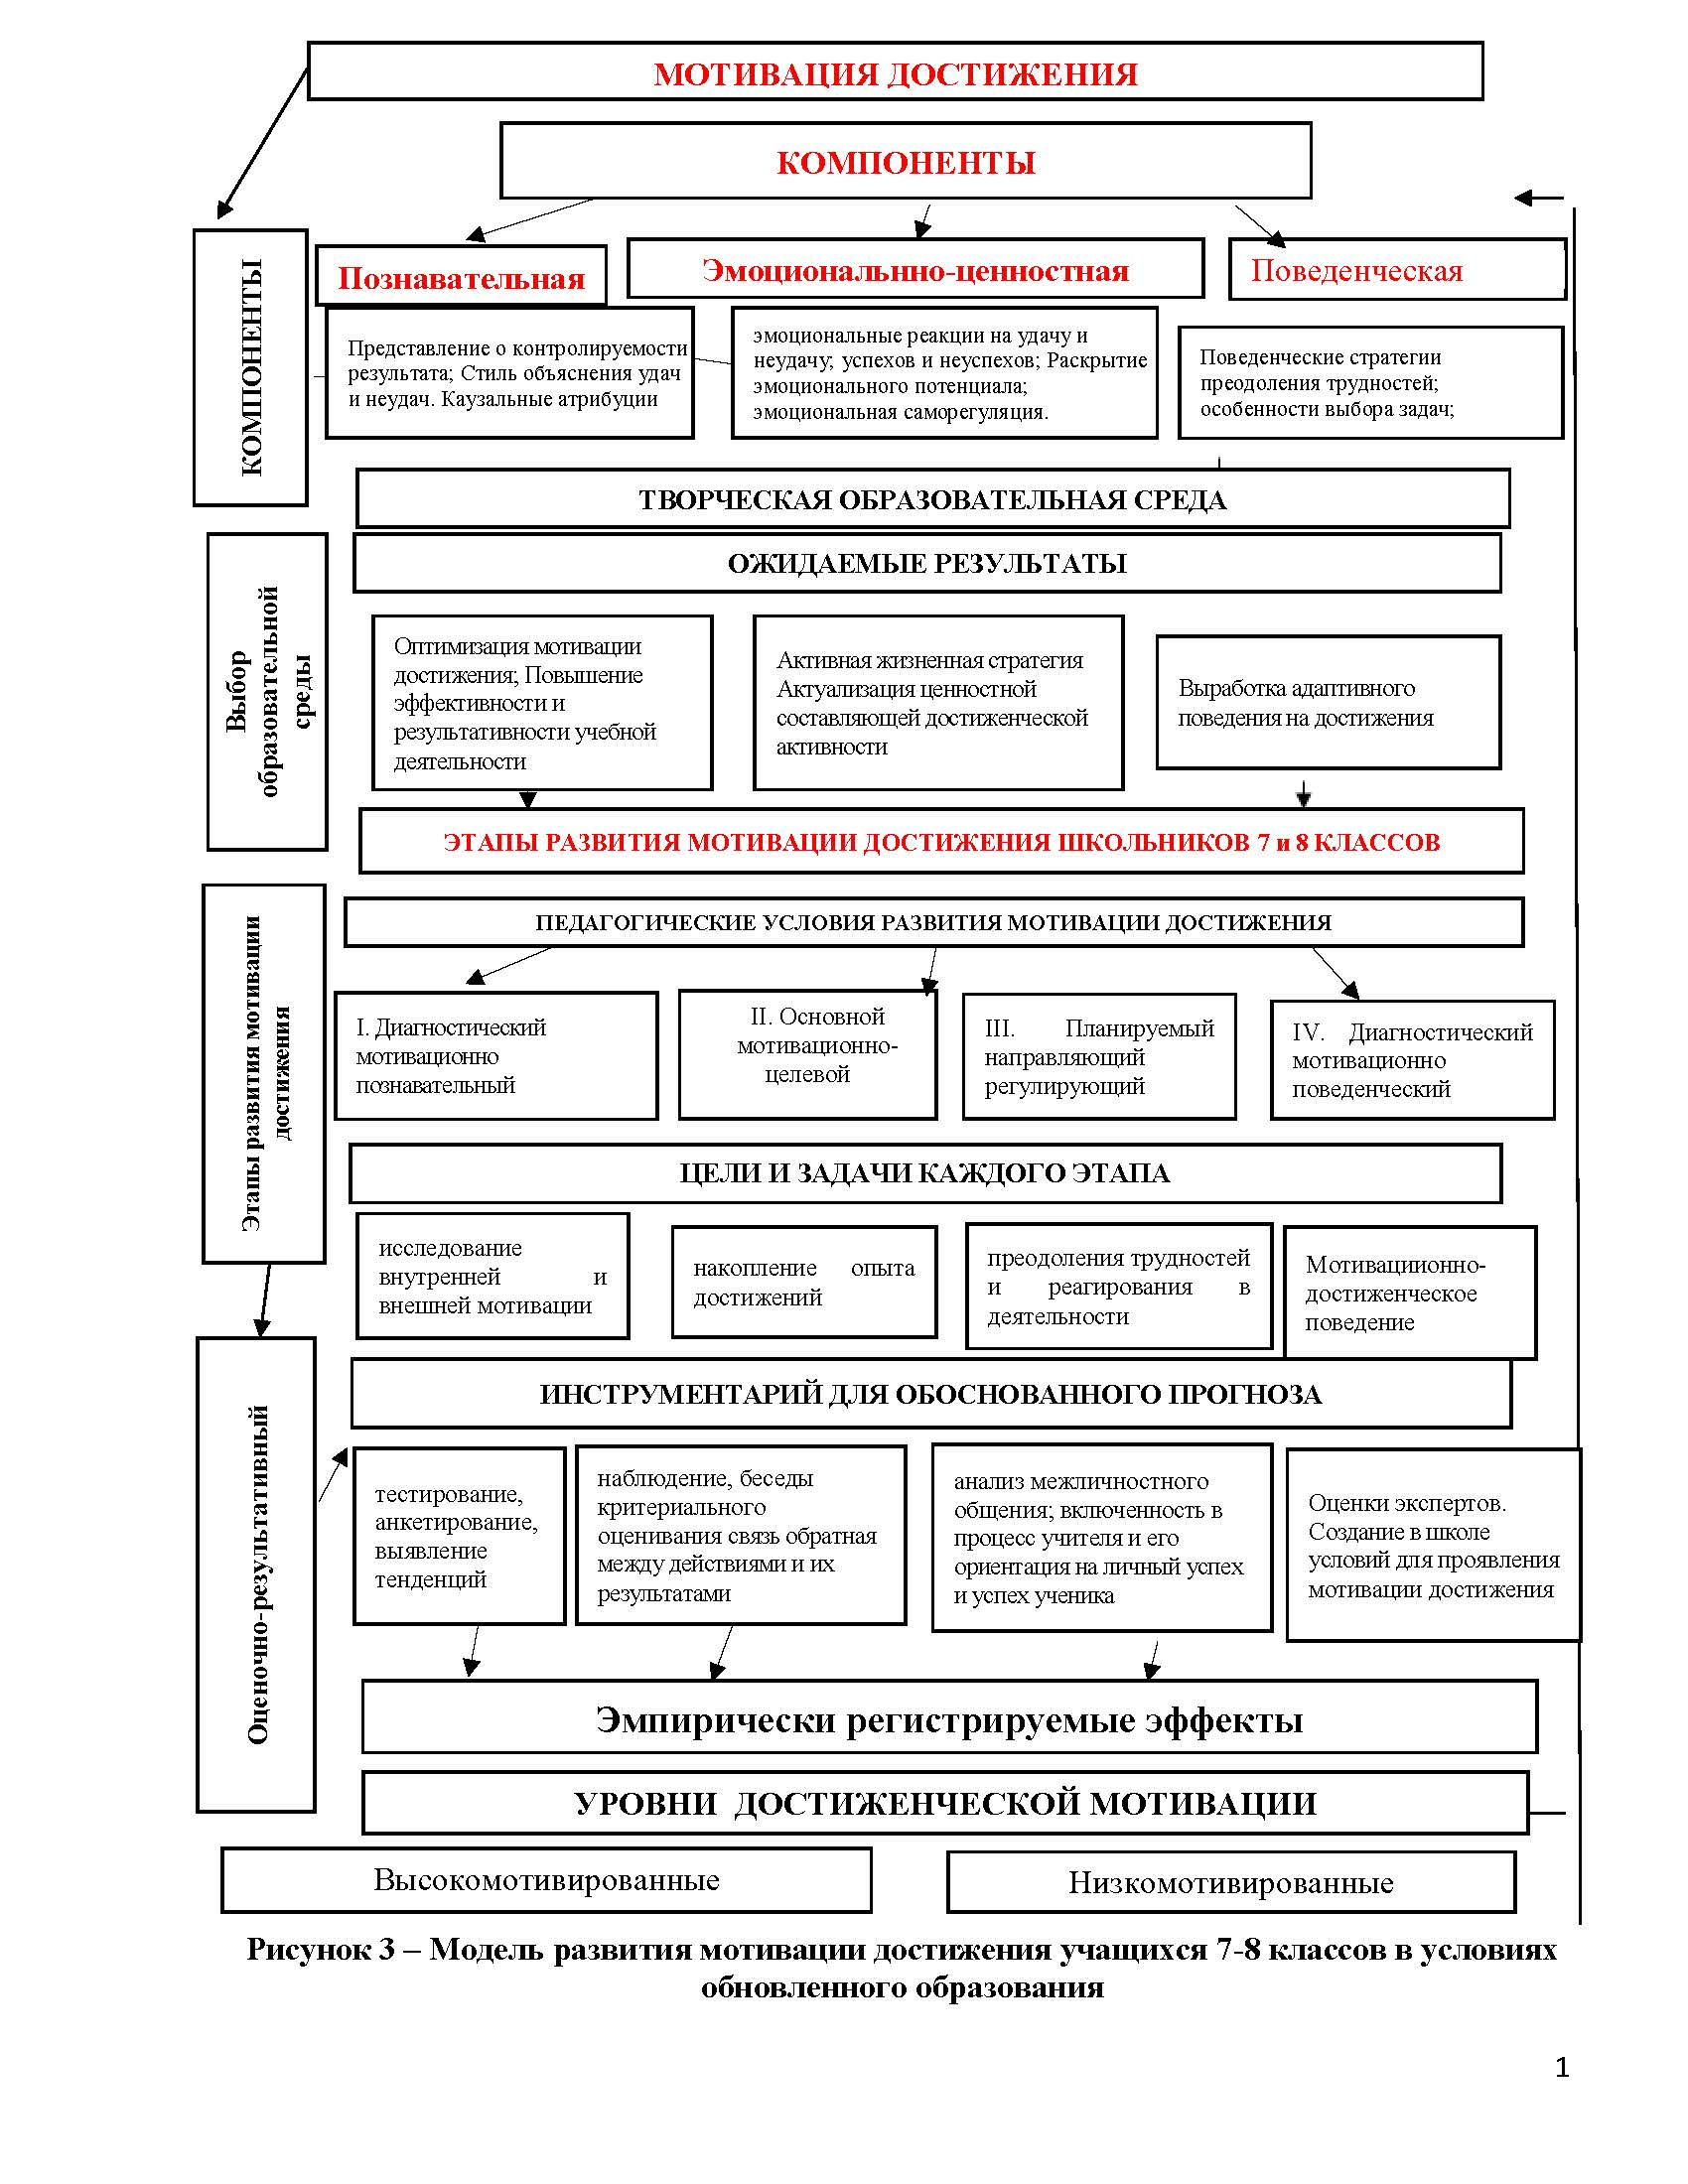 МОТИВАЦИЯ ДОСТИЖЕНИЯ
КОМПОНЕНТЫ
КОМПОНЕНТЫ
Познавательная
Эмоциональнно-ценностная
Поведенческая
Представление о контролируемости
результата; Стиль объяснения удач
и неудач. Каузальные атрибуции
эмоциональные реакции на удачу и
неудачу; успехов и неуспехов; Раскрытие
эмоционального потенциала;
эмоциональная саморегуляция.
Поведенческие стратегии
преодоления трудностей;
особенности выбора задач;
ТВОРЧЕСКАЯ ОБРАЗОВАТЕЛЬНАЯ СРЕДА
Выбор
образовательной
среды
ОЖИДАЕМЫЕ РЕЗУЛЬТАТЫ
Оптимизация мотивации
достижения; Повышение
эффективности и
результативности учебной
деятельности
Активная жизненная стратегия
Актуализация ценностной
составляющей достиженческой
активности
Выработка адаптивного
поведения на достижения
ЭТАПЫ РАЗВИТИЯ МОТИВАЦИИ ДОСТИЖЕНИЯ ШКОЛЬНИКОВ 7 и 8 КЛАССОВ
Этапы развития мотивации
достижения
ПЕДАГОГИЧЕСКИЕ УСЛОВИЯ РАЗВИТИЯ МОТИВАЦИИ ДОСТИЖЕНИЯ
I. Диагностический
мотивационно
познавательный
II. Основной
мотивационно-
целевой
III. Планируемый
направляющий
регулирующий
IV. Диагностический
мотивационно
поведенческий
ЦЕЛИ И ЗАДАЧИ КАЖДОГО ЭТАПА
исследование
внутренней и
внешней мотивации
накопление опыта
достижений
преодоления трудностей
и реагирования в
деятельности
Мотивациионно-
достиженческое
поведение
Оценочно-результативный
ИНСТРУМЕНТАРИЙ ДЛЯ ОБОСНОВАННОГО ПРОГНОЗА
тестирование,
анкетирование,
выявление
тенденций
наблюдение, беседы
критериального
оценивания связь обратная
между действиями и их
результатами
анализ межличностного
общения; включенность в
процесс учителя и его
ориентация на личный успех
и успех ученика
Оценки экспертов.
Создание в школе
условий для проявления
мотивации достижения
Эмпирически регистрируемые эффекты
УРОВНИ ДОСТИЖЕНЧЕСКОЙ МОТИВАЦИИ
Высокомотивированные
Низкомотивированные
Рисунок 3 – Модель развития мотивации достижения учащихся 7-8 классов в условиях
обновленного образования
1